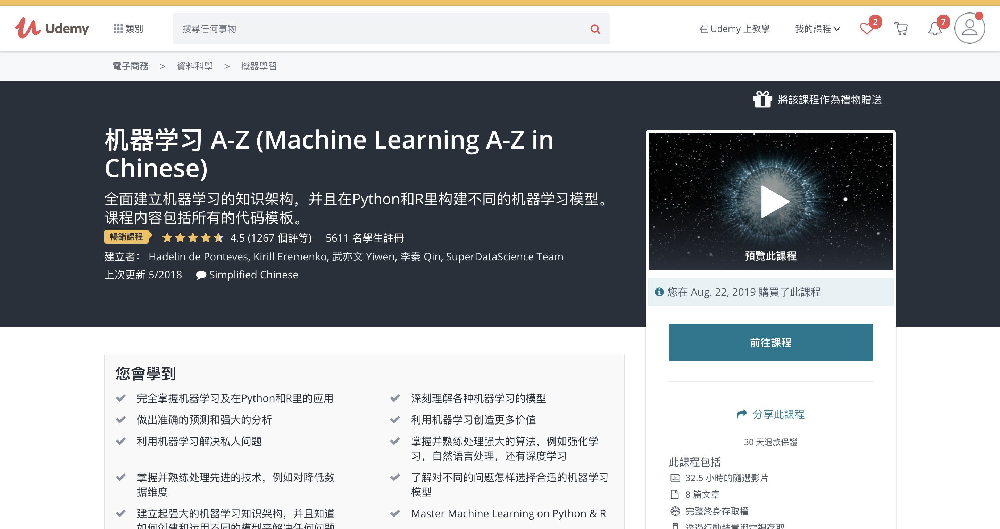 Udemy
類別
搜尋任何事物
在 Udemy 上教學
我的課程
2
7
電子商務 > 資料科學 > 機器學習
將該課程作為禮物贈送
机器学习 A-Z (Machine Learning A-Z in
Chinese)
全面建立机器学习的知识架构，并且在Python和R里构建不同的机器学习模型。
课程内容包括所有的代码模板。
暢銷課程 4.5 (1267 個評等) 5611 名學生註冊
建立者： Hadelin de Ponteves, Kirill Eremenko, 武亦文 Yiwen, 李秦 Qin, SuperDataScience Team
上次更新 5/2018 Simplified Chinese
預覽此課程
您在 Aug. 22, 2019 購買了此課程
前往課程
分享此課程
30 天退款保證
此課程包括
32.5 小時的隨選影片
8 篇文章
完整終身存取權
透過行動裝置與電視存取
您會學到
完全掌握机器学习及在Python和R里的应用
深刻理解各种机器学习的模型
做出准确的预测和强大的分析
利用机器学习创造更多价值
利用机器学习解决私人问题
掌握并熟练处理强大的算法，例如强化学
习，自然语言处理，还有深度学习
掌握并熟练处理先进的技术，例如对降低数
据维度
了解对不同的问题怎样选择合适的机器学习
模型
建立起强大的机器学习知识架构，并且知道
如何创建和运用不同的模型来解决任何问题
Master Machine Learning on Python & R